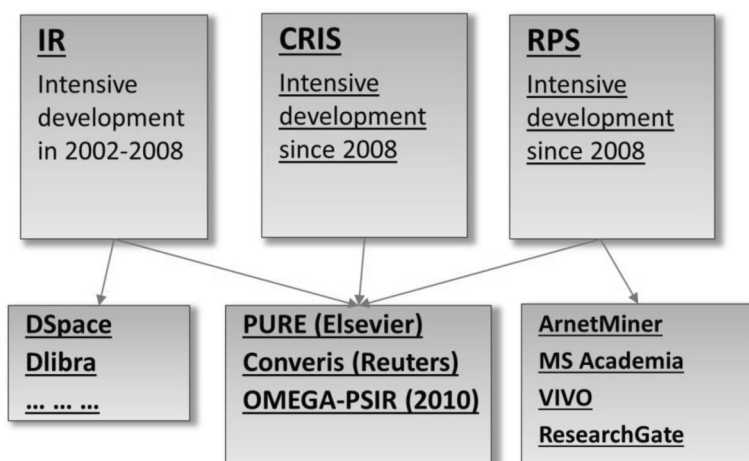 IR
Intensive
development
in 2002-2008
CRIS
Intensive
development
since 2008
RPS
Intensive
development
since 2008
DSpace
Dlibra
... ... ...
PURE (Elsevier)
Converis (Reuters)
OMEGA-PSIR (2010)
ArnetMiner
MS Academia
VIVO
ResearchGate